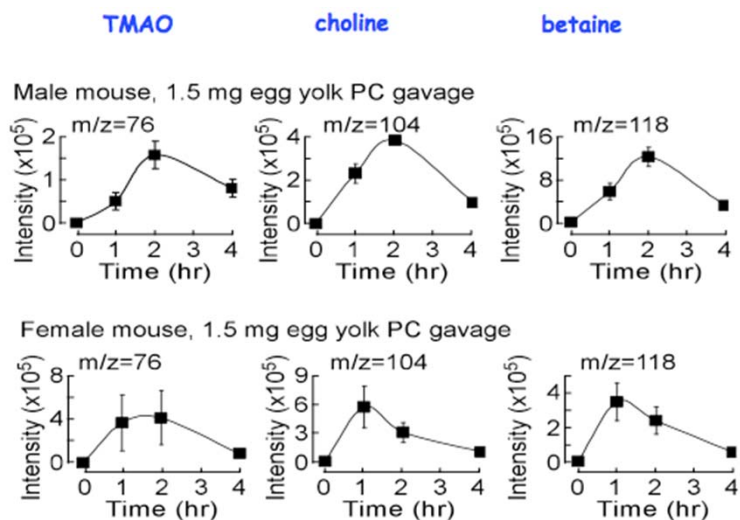 TMAO choline betaine
Male mouse, 1.5 mg egg yolk PC gavage
m/z=76 m/z=104 m/z=118
Intensity (x10⁵) Intensity (x10⁵) Intensity (x10⁵)
2 4 16
1 2 8
0 0 0
0 1 2 3 4 0 1 2 3 4 0 1 2 3 4
Time (hr) Time (hr) Time (hr)
Female mouse, 1.5 mg egg yolk PC gavage
m/z=76 m/z=104 m/z=118
Intensity (x10⁵) Intensity (x10⁵) Intensity (x10⁵)
8 9 4
4 6 2
0 3 0
0
0 1 2 3 4 0 1 2 3 4 0 1 2 3 4
Time (hr) Time (hr) Time (hr)